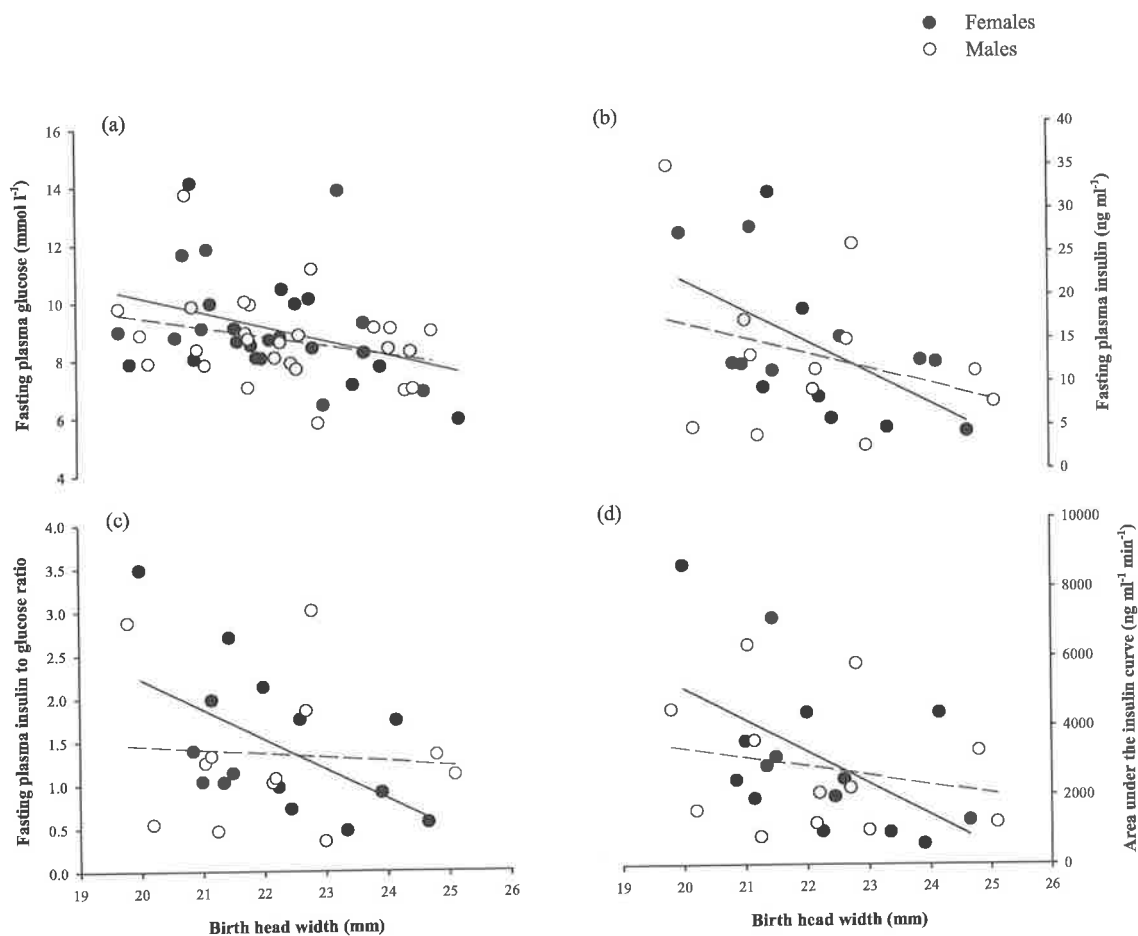 Females
Males
(a)
(b)
16
14
12
10
8
6
4
Fasting plasma glucose (mmol l⁻¹)
40
35
30
25
20
15
10
5
0
Fasting plasma insulin (ng ml⁻¹)
(c)
(d)
4.0
3.5
3.0
2.5
2.0
1.5
1.0
0.5
0.0
Fasting plasma insulin to glucose ratio
10000
8000
6000
4000
2000
0
Area under the insulin curve (ng ml⁻¹ min⁻¹)
19 20 21 22 23 24 25 26
Birth head width (mm)
19 20 21 22 23 24 25 26
Birth head width (mm)